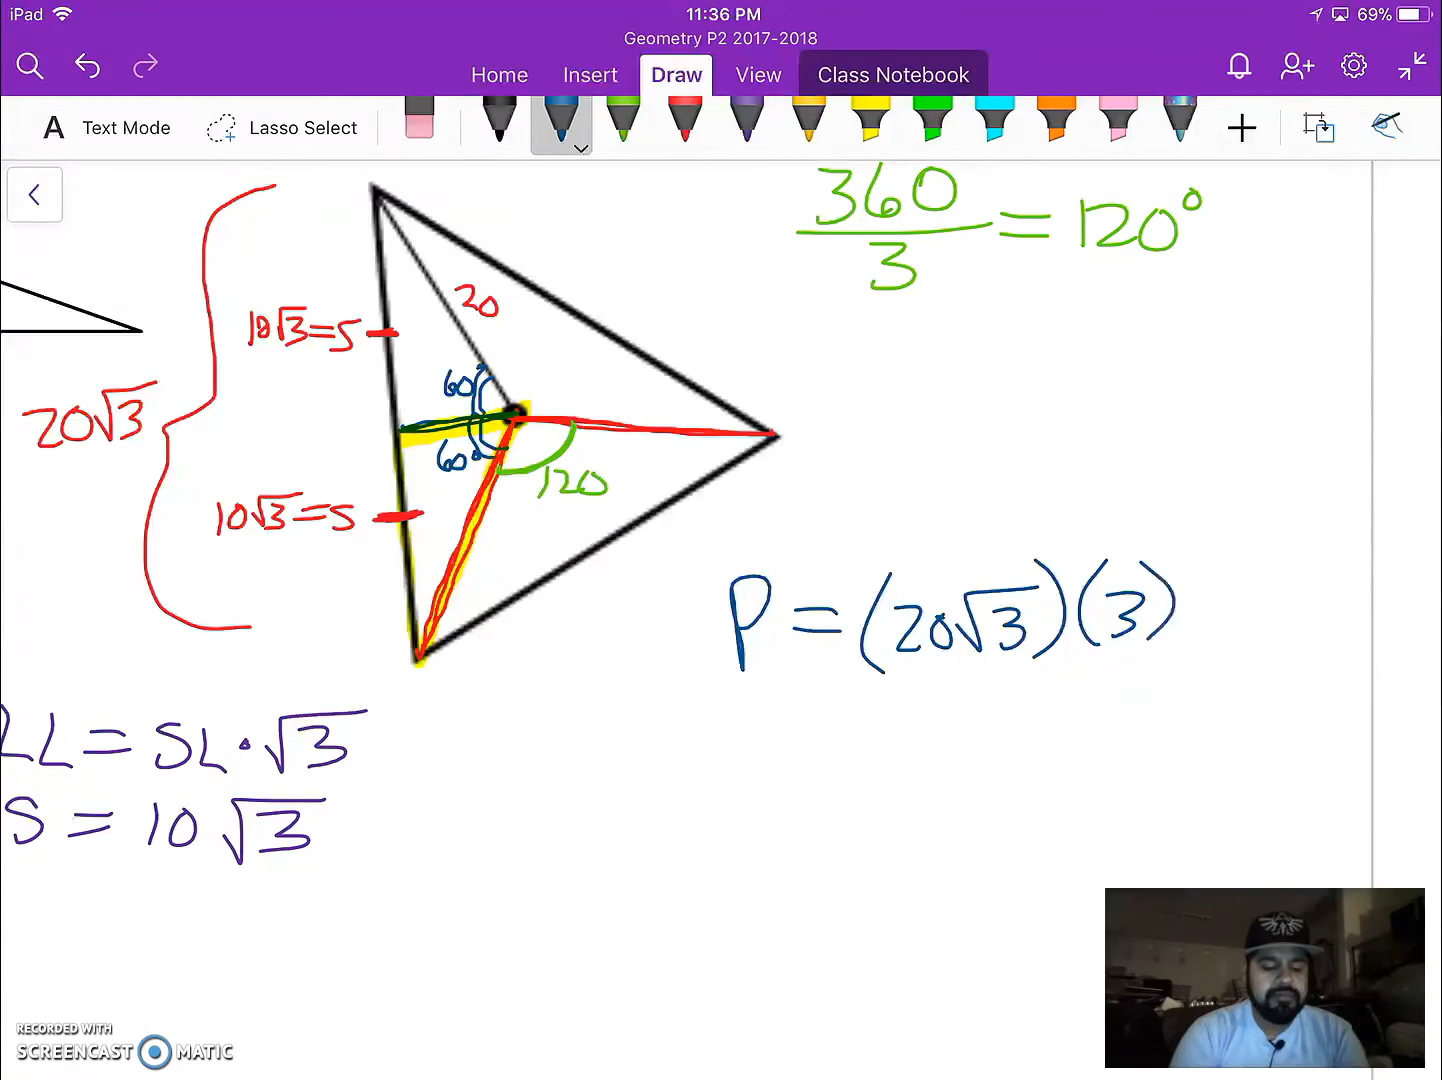 iPad
11:36 PM
69%
Geometry P2 2017-2018
Home Insert Draw View Class Notebook
A Text Mode Lasso Select
360
3
= 120°
20
10√3=S
60°
20√3
60°
120
10√3=S
P = (20√3)(3)
LL = SL · √3
S = 10 √3
RECORDED WITH
SCREENCAST MATIC